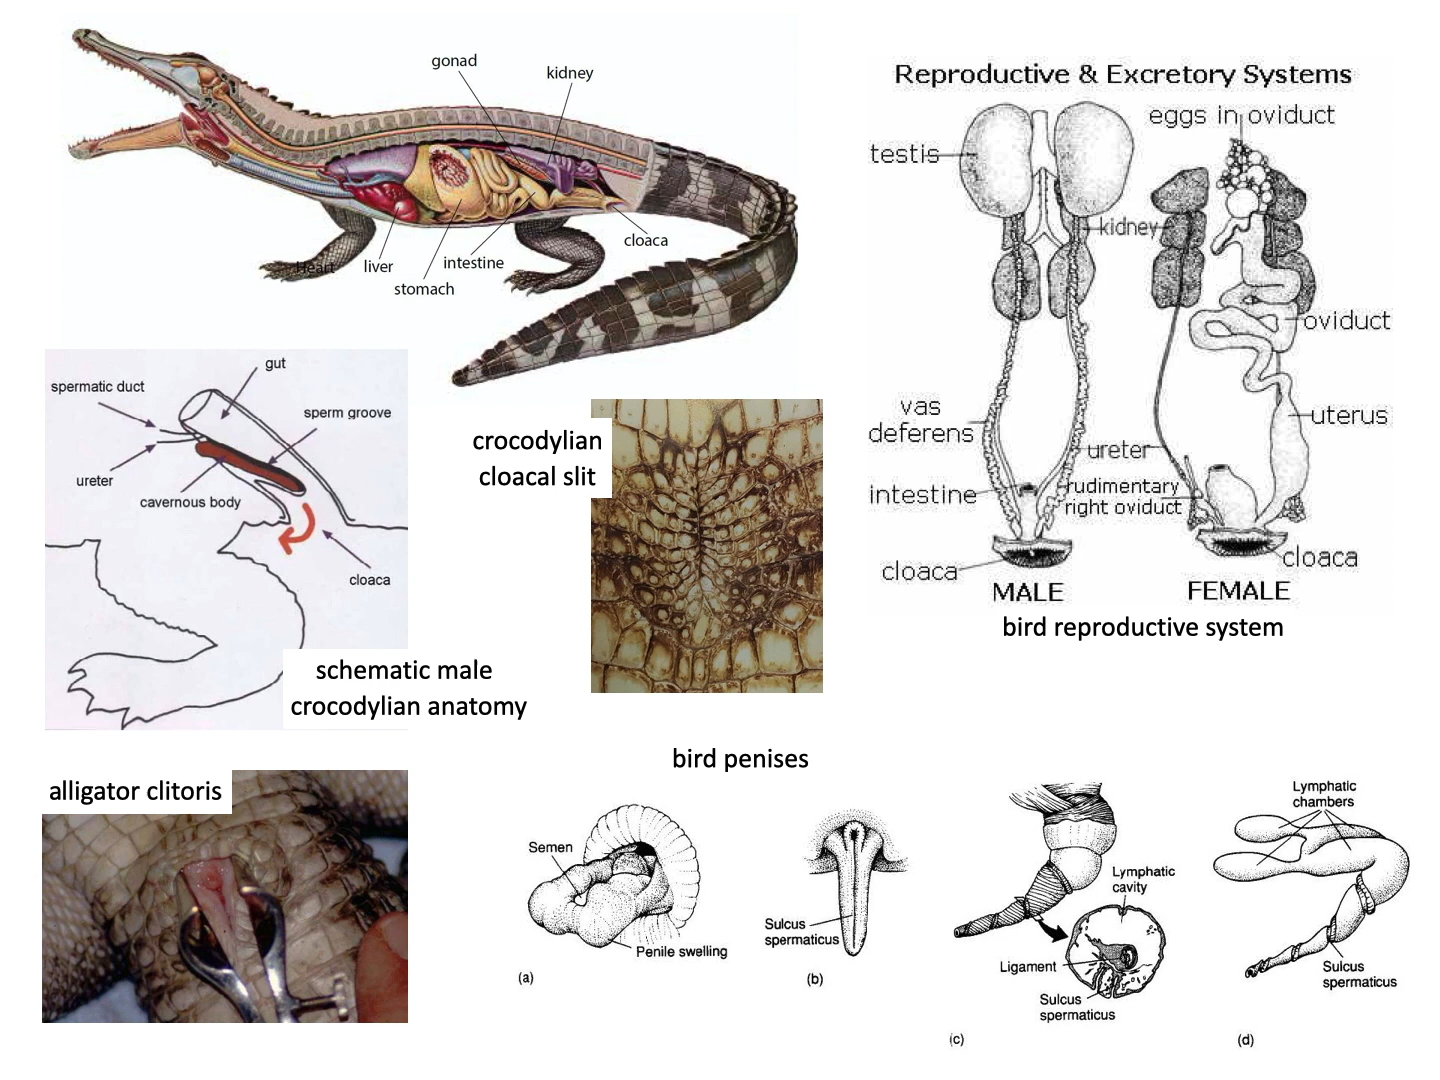 gonad
kidney
Heart
liver
stomach
intestine
cloaca
Reproductive & Excretory Systems
eggs in oviduct
testis
kidney
oviduct
vas
deferens
uterus
ureter
intestine
rudimentary
right oviduct
cloaca
cloaca
MALE
FEMALE
bird reproductive system
gut
spermatic duct
sperm groove
ureter
cavernous body
cloaca
schematic male
crocodylian anatomy
crocodylian
cloacal slit
alligator clitoris
bird penises
Semen
Penile swelling
(a)
Sulcus
spermaticus
(b)
Lymphatic
cavity
Ligament
Sulcus
spermaticus
(c)
Lymphatic
chambers
Sulcus
spermaticus
(d)